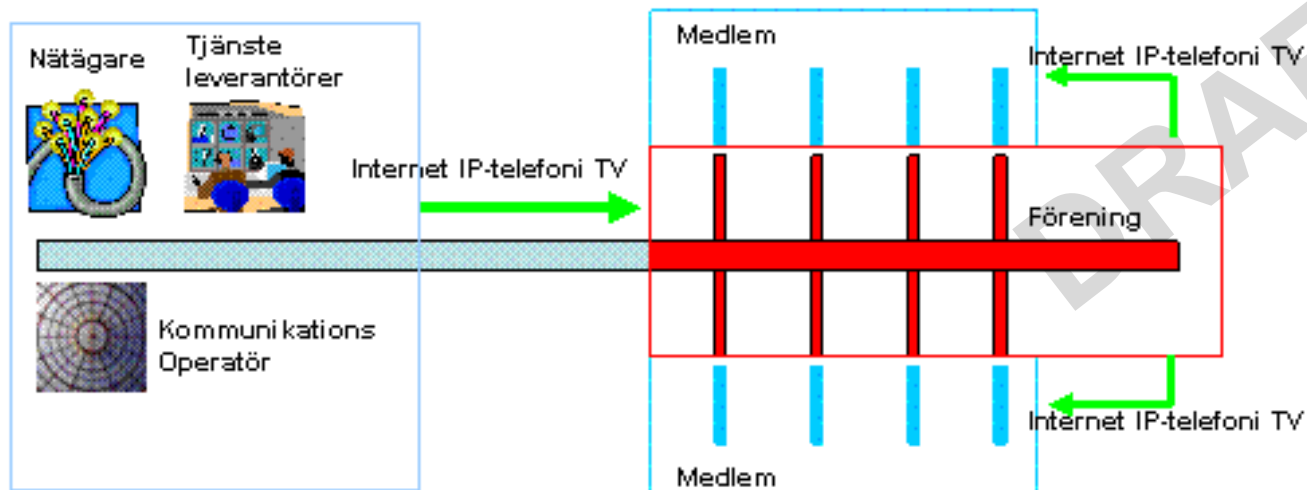 Nätägare
Tjänste
leverantörer
Kommunikations
Operatör
Internet IP-telefoni TV
Medlem
Internet IP-telefoni TV
Förening
Internet IP-telefoni TV
Medlem